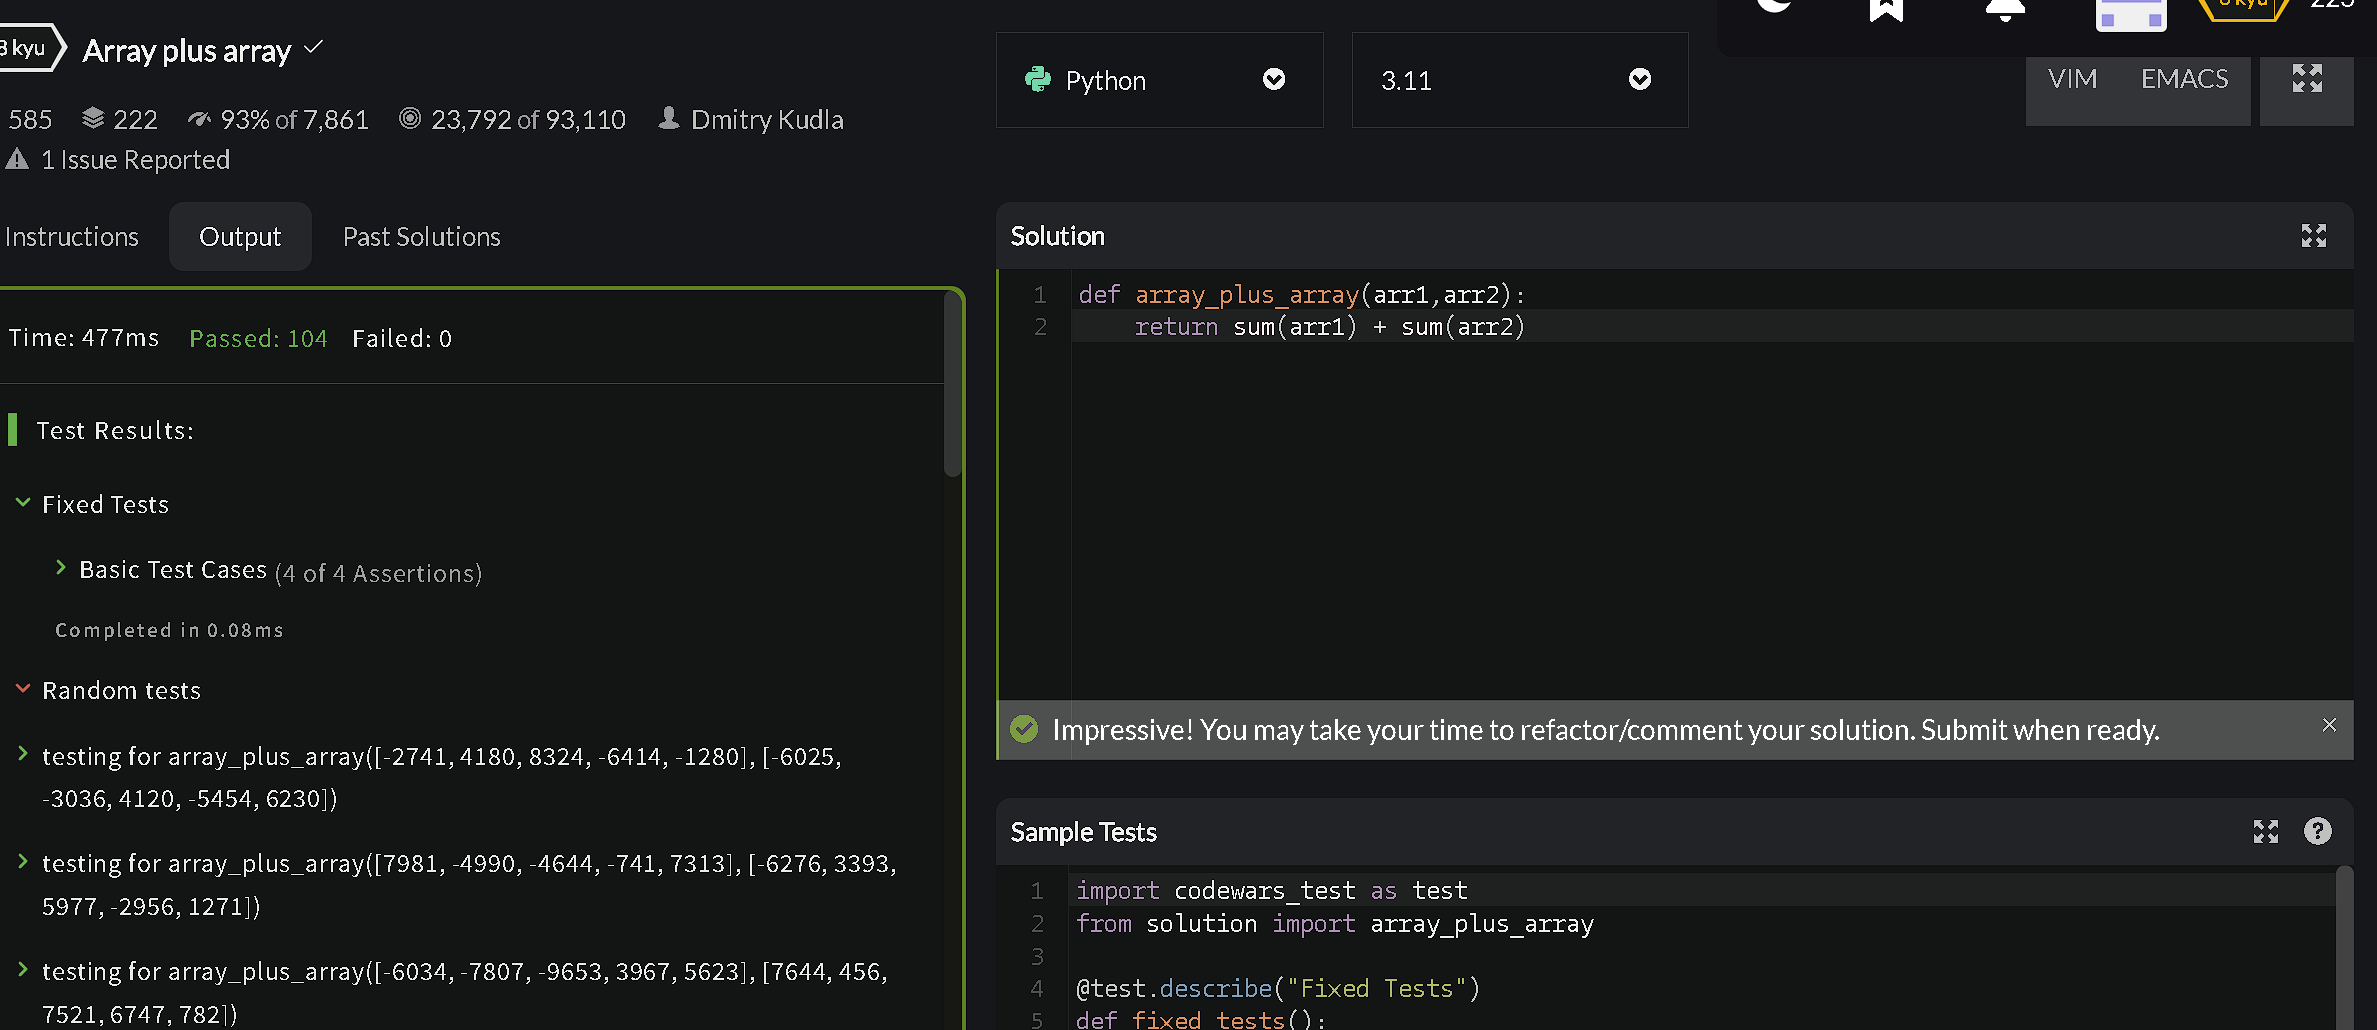 8 kyu
Array plus array
585 222 93% of 7,861 23,792 of 93,110 Dmitry Kudla
1 Issue Reported
Instructions Output Past Solutions
Time: 477ms Passed: 104 Failed: 0
Test Results:
Fixed Tests
Basic Test Cases (4 of 4 Assertions)
Completed in 0.08ms
Random tests
testing for array_plus_array([-2741, 4180, 8324, -6414, -1280], [-6025,
-3036, 4120, -5454, 6230])
testing for array_plus_array([7981, -4990, -4644, -741, 7313], [-6276, 3393,
5977, -2956, 1271])
testing for array_plus_array([-6034, -7807, -9653, 3967, 5623], [7644, 456,
7521, 6747, 782])
Python 3.11
VIM EMACS
Solution
1 def array_plus_array(arr1,arr2):
2 return sum(arr1) + sum(arr2)
Impressive! You may take your time to refactor/comment your solution. Submit when ready.
Sample Tests
?
1 import codewars_test as test
2 from solution import array_plus_array
3
4 @test.describe("Fixed Tests")
5 def fixed_tests():